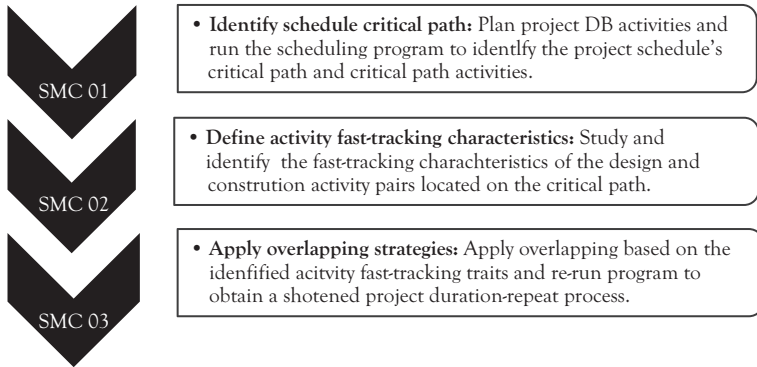 • Identify schedule critical path: Plan project DB activities and
run the scheduling program to identlfy the project schedule's
critical path and critical path activities.
SMC 01
• Define activity fast-tracking characteristics: Study and
identify the fast-tracking charachteristics of the design and
constrution activity pairs located on the critical path.
SMC 02
• Apply overlapping strategies: Apply overlapping based on the
idenfified acitvity fast-tracking traits and re-run program to
obtain a shotened project duration-repeat process.
SMC 03